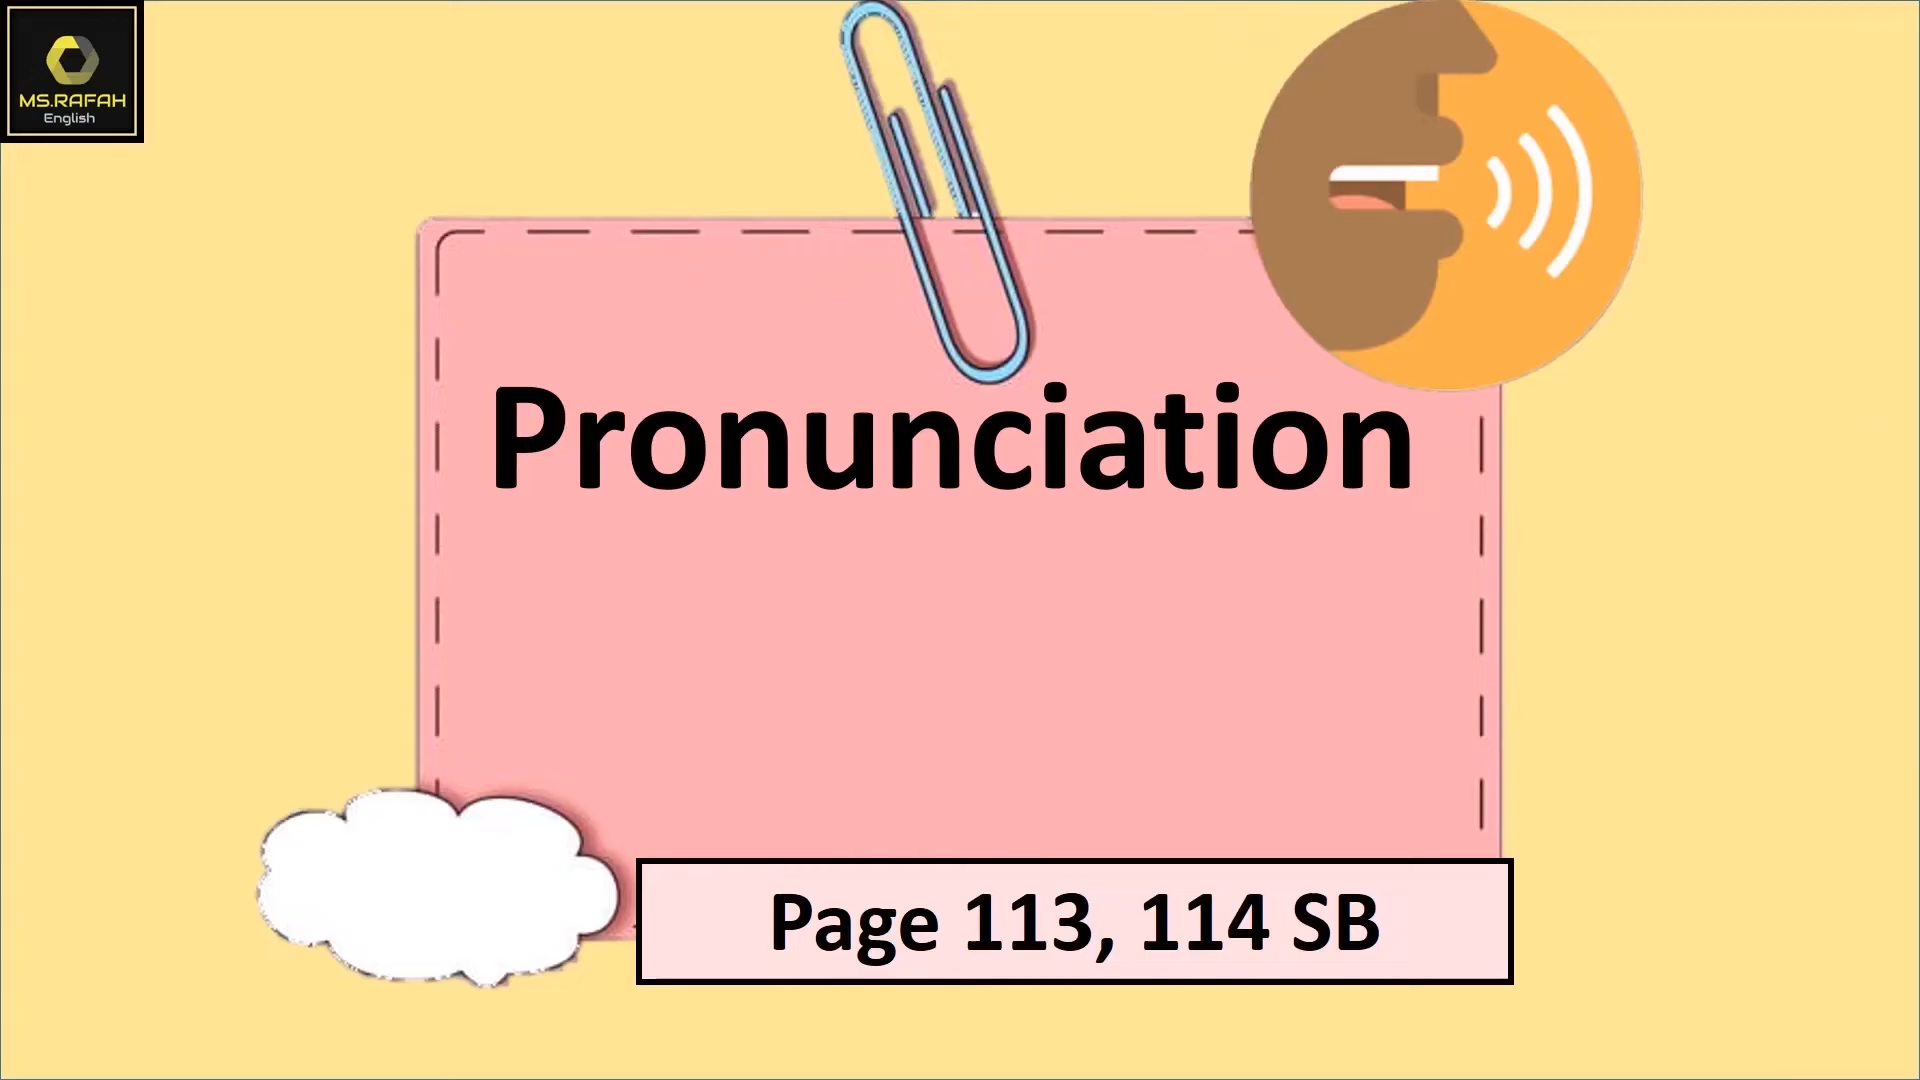 MS.RAFAH
English
Pronunciation
Page 113, 114 SB